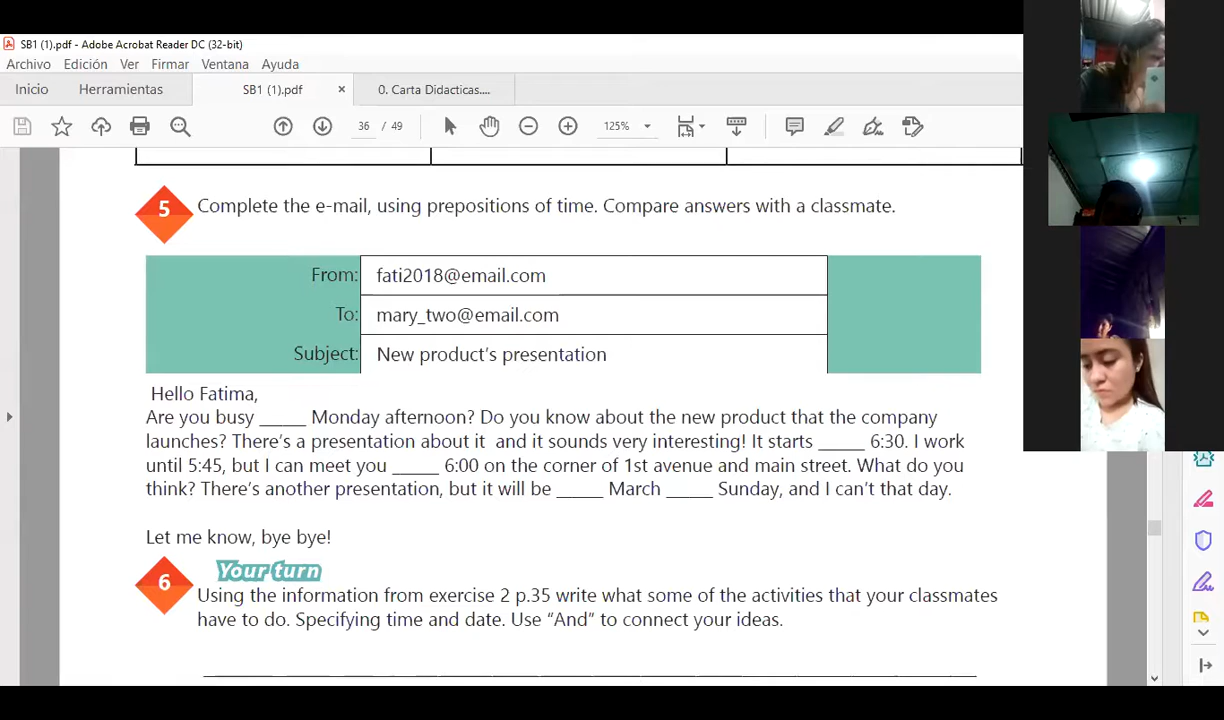 SB1 (1).pdf - Adobe Acrobat Reader DC (32-bit)
Archivo Edición Ver Firmar Ventana Ayuda
Inicio Herramientas SB1 (1).pdf × 0. Carta Didacticas....
36 / 49 125%
5 Complete the e-mail, using prepositions of time. Compare answers with a classmate.
From: fati2018@email.com
To: mary_two@email.com
Subject: New product's presentation
Hello Fatima,
Are you busy _____ Monday afternoon? Do you know about the new product that the company
launches? There's a presentation about it and it sounds very interesting! It starts _____ 6:30. I work
until 5:45, but I can meet you _____ 6:00 on the corner of 1st avenue and main street. What do you
think? There's another presentation, but it will be _____ March _____ Sunday, and I can't that day.
Let me know, bye bye!
Your turn
6 Using the information from exercise 2 p.35 write what some of the activities that your classmates
have to do. Specifying time and date. Use “And” to connect your ideas.